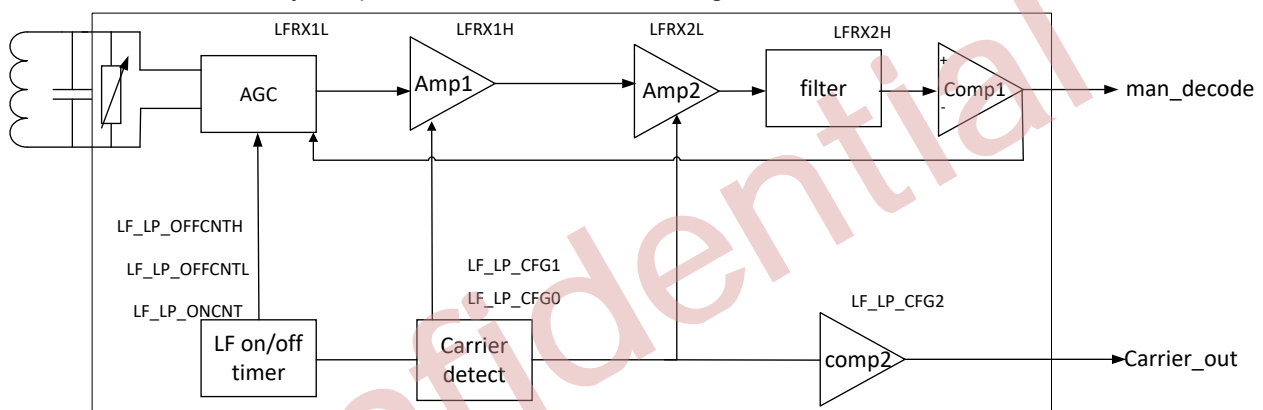 LFRX1L
LFRX1H
LFRX2L
LFRX2H
AGC
Amp1
Amp2
filter
+
Comp1
-
man_decode
LF_LP_OFFCNTH
LF_LP_OFFCNTL
LF_LP_ONCNT
LF_LP_CFG1
LF_LP_CFG0
LF_LP_CFG2
LF on/off
timer
Carrier
detect
comp2
Carrier_out
nfidential